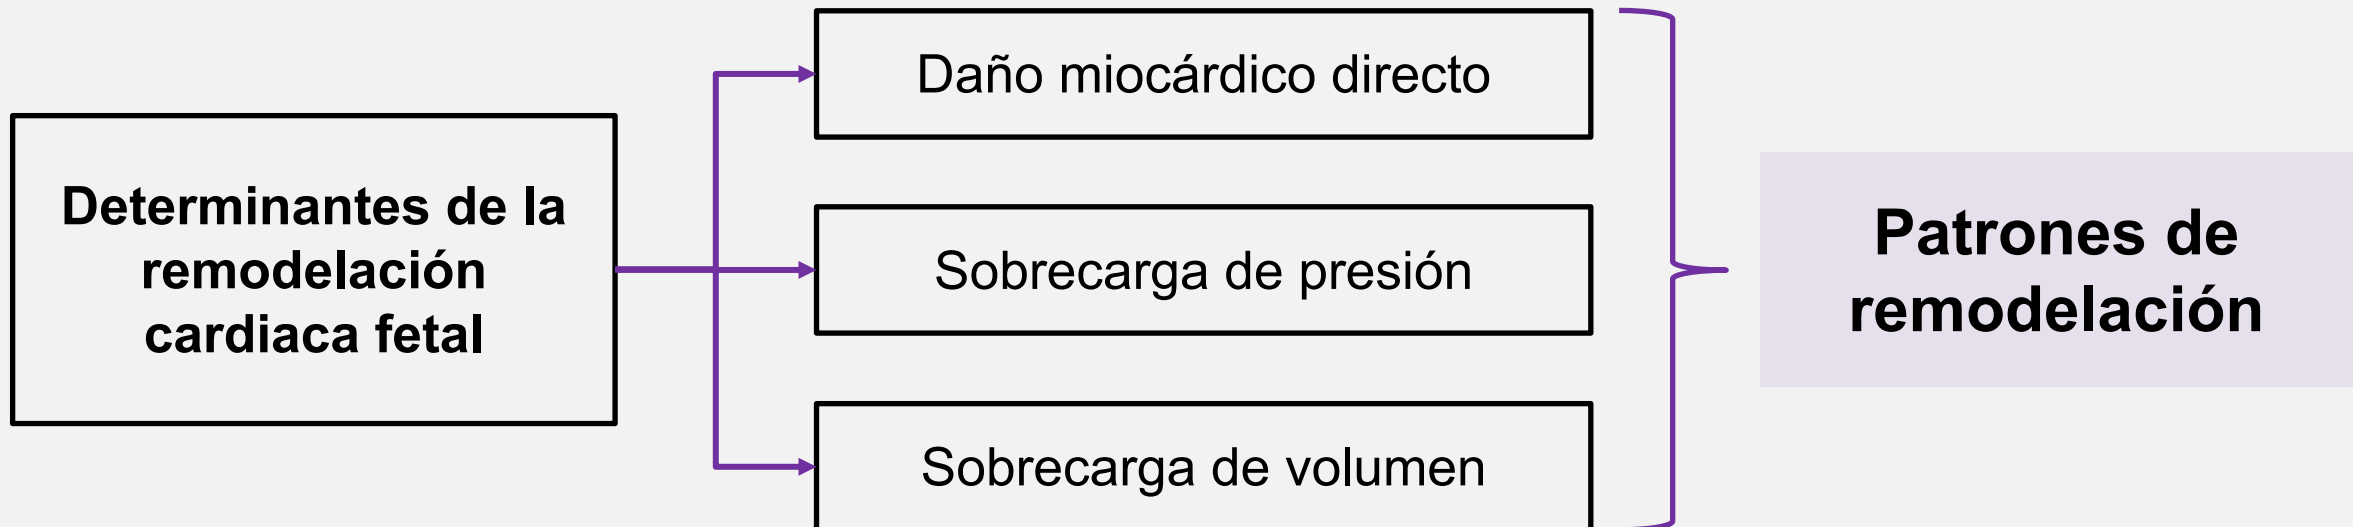 Determinantes de la
remodelación
cardiaca fetal
Daño miocárdico directo
Sobrecarga de presión
Sobrecarga de volumen
Patrones de
remodelación